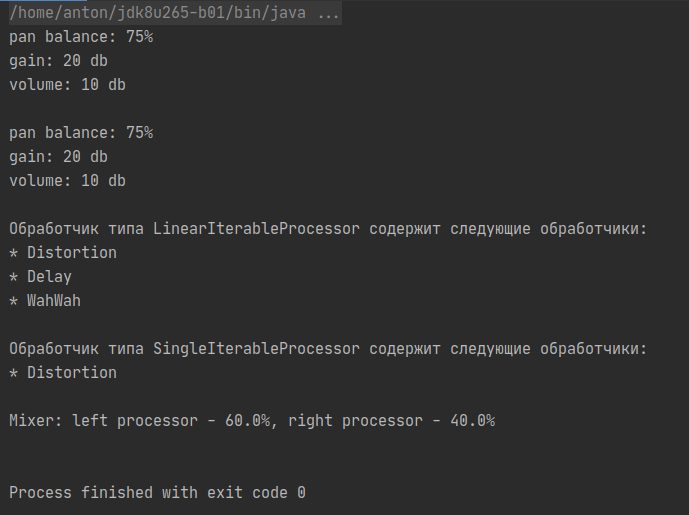 /home/anton/jdk8u265-b01/bin/java ...
pan balance: 75%
gain: 20 db
volume: 10 db
pan balance: 75%
gain: 20 db
volume: 10 db
Обработчик типа LinearIterableProcessor содержит следующие обработчики:
* Distortion
* Delay
* WahWah
Обработчик типа SingleIterableProcessor содержит следующие обработчики:
* Distortion
Mixer: left processor - 60.0%, right processor - 40.0%
Process finished with exit code 0